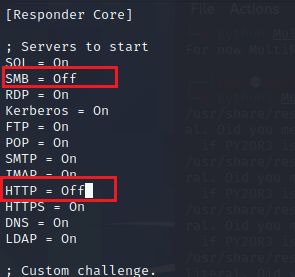 [Responder Core]
; Servers to start
SQL = On
SMB = Off
RDP = On
Kerberos = On
FTP = On
POP = On
SMTP = On
IMAP = On
HTTP = Off
HTTPS = On
DNS = On
LDAP = On
; Custom challenge.